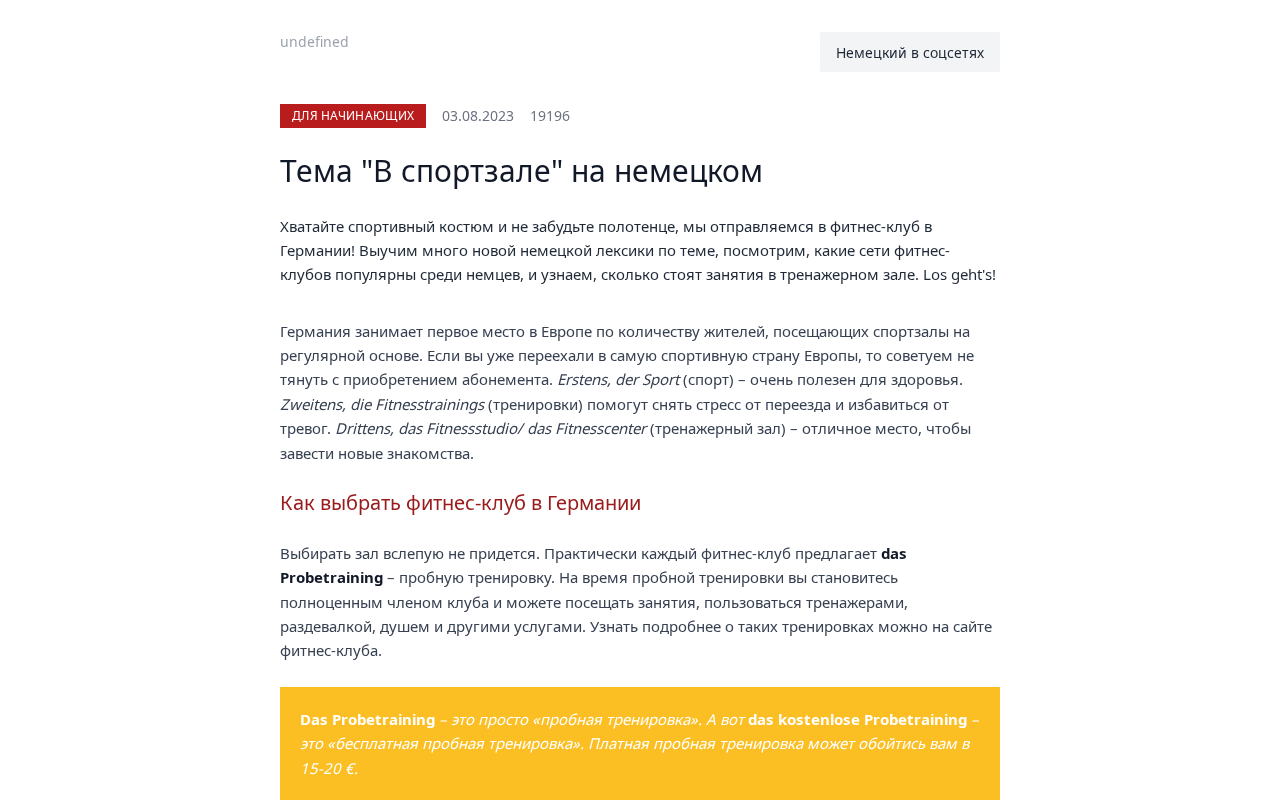 undefined
Немецкий в соцсетях
ДЛЯ НАЧИНАЮЩИХ 03.08.2023 19196
Тема "В спортзале" на немецком
Хватайте спортивный костюм и не забудьте полотенце, мы отправляемся в фитнес-клуб в
Германии! Выучим много новой немецкой лексики по теме, посмотрим, какие сети фитнес-
клубов популярны среди немцев, и узнаем, сколько стоят занятия в тренажерном зале. Los geht's!
Германия занимает первое место в Европе по количеству жителей, посещающих спортзалы на
регулярной основе. Если вы уже переехали в самую спортивную страну Европы, то советуем не
тянуть с приобретением абонемента. Erstens, der Sport (спорт) – очень полезен для здоровья.
Zweitens, die Fitnesstrainings (тренировки) помогут снять стресс от переезда и избавиться от
тревог. Drittens, das Fitnessstudio/ das Fitnesscenter (тренажерный зал) – отличное место, чтобы
завести новые знакомства.
Как выбрать фитнес-клуб в Германии
Выбирать зал вслепую не придется. Практически каждый фитнес-клуб предлагает das
Probetraining – пробную тренировку. На время пробной тренировки вы становитесь
полноценным членом клуба и можете посещать занятия, пользоваться тренажерами,
раздевалкой, душем и другими услугами. Узнать подробнее о таких тренировках можно на сайте
фитнес-клуба.
Das Probetraining – это просто «пробная тренировка». А вот das kostenlose Probetraining –
это «бесплатная пробная тренировка». Платная пробная тренировка может обойтись вам в
15-20 €.